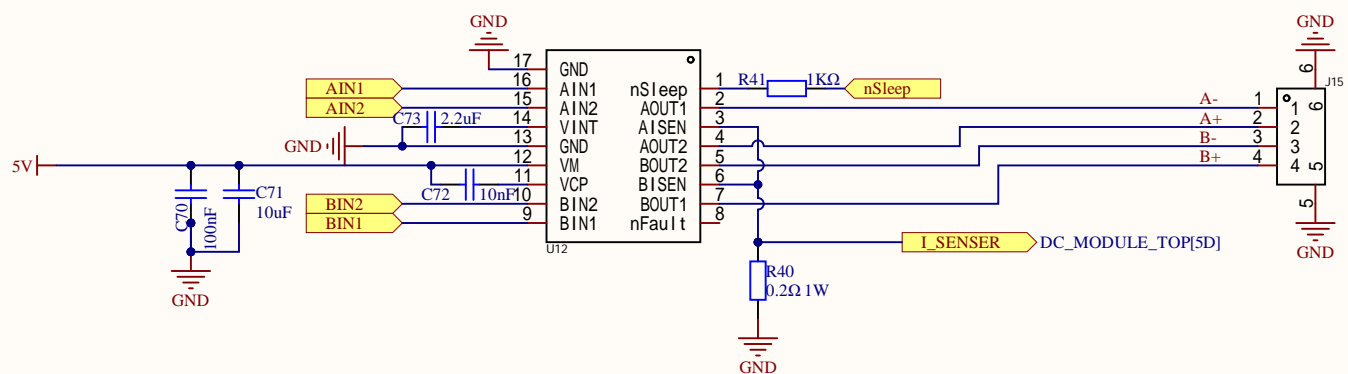 GND
17 GND
16 AIN1
AIN1
15 AIN2
AIN2
C73 2.2uF
14 VINT
GND
13 GND
5V
12 VM
11 VCP
C72 10nF
10 BIN2
BIN2
9 BIN1
BIN1
U12
C70
100nF
C71
10uF
GND
nSleep 1
R41 1KΩ
nSleep
AOUT1 2
AISEN 3
AOUT2 4
BOUT2 5
BISEN 6
BOUT1 7
nFault 8
I_SENSER
DC_MODULE_TOP[5D]
R40
0.2Ω 1W
GND
GND
6
J15
A- 1
A+ 2
B- 3
B+ 4
1 6
2
3
4 5
5
GND